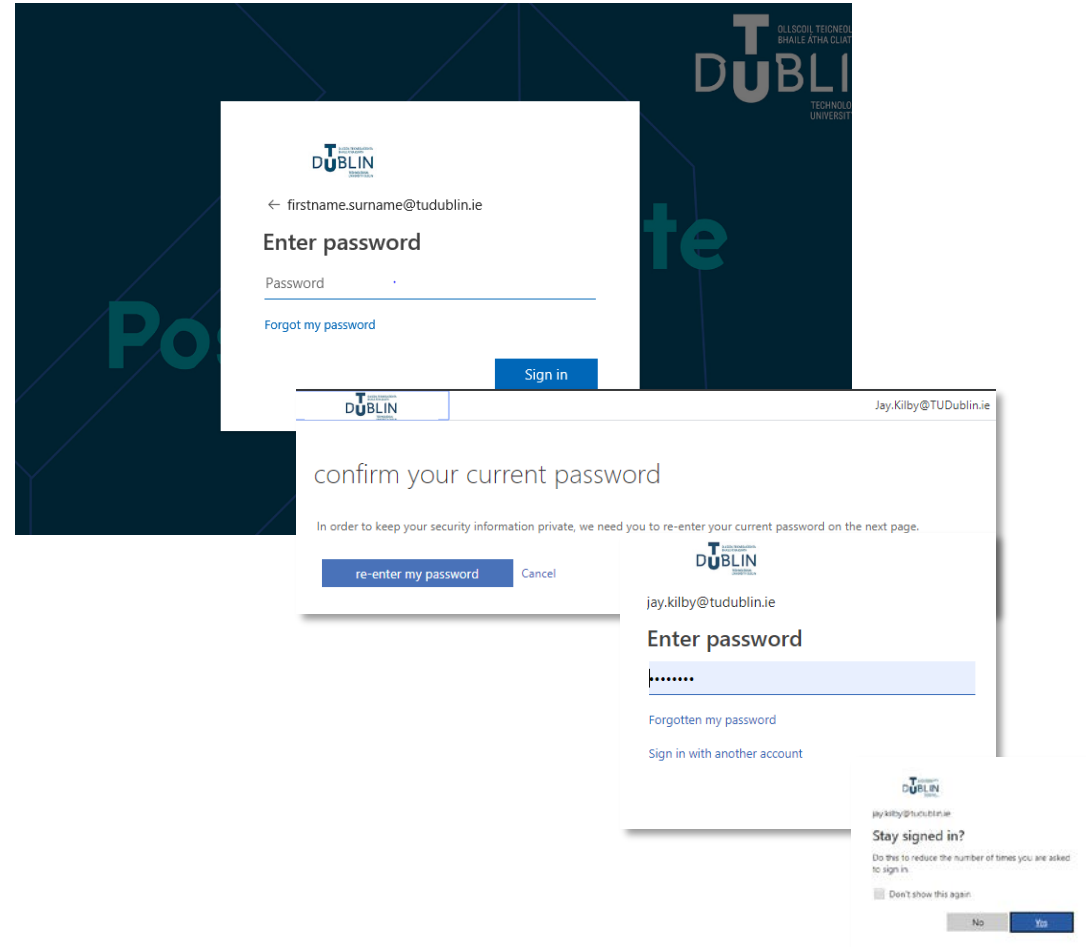 OLLSCOIL TEICNEOL
BHAILE ÁTHA CLIAT
T
DUBLI
TECHNOLO
UNIVERSIT
T
DUBLIN
← firstname.surname@tudublin.ie
Enter password
Password
Forgot my password
Sign in
Pos
te
T
DUBLIN
Jay.Kilby@TUDublin.ie
confirm your current password
In order to keep your security information private, we need you to re-enter your current password on the next page.
re-enter my password Cancel
T
DUBLIN
jay.kilby@tudublin.ie
Enter password
••••••••
Forgotten my password
Sign in with another account
T
DUBLIN
jay.kilby@tudublin.ie
Stay signed in?
Do this to reduce the number of times you are asked
to sign in.
Don't show this again
No Yes